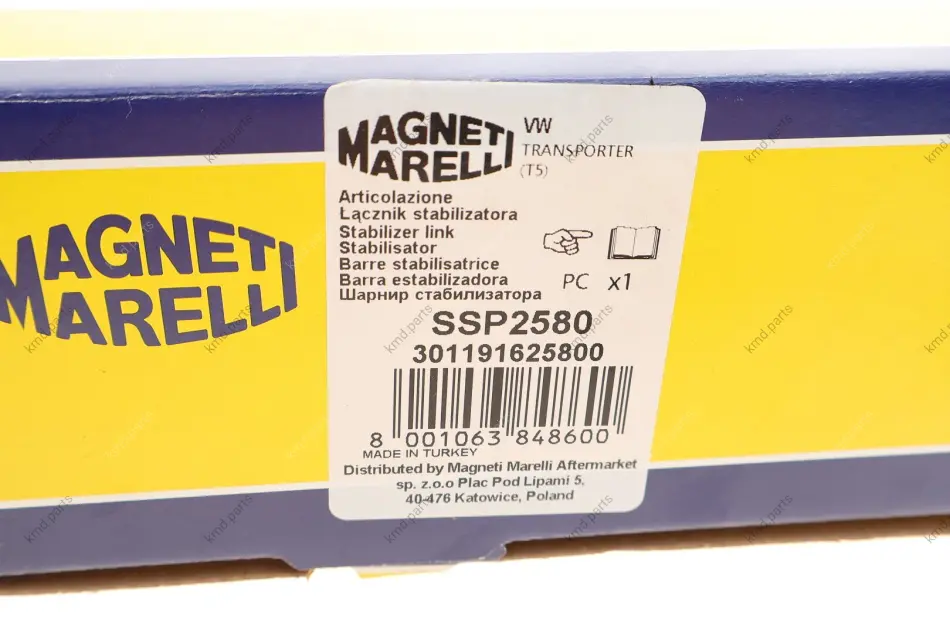 MAGNETI
MARELLI
MAGNETI
MARELLI
VW
TRANSPORTER
(T5)
Articolazione
Łącznik stabilizatora
Stabilizer link
Stabilisator
Barre stabilisatrice
Barra estabilizadora
Шарнир стабилизатора
PC x1
SSP2580
301191625800
8 001063 848600
MADE IN TURKEY
Distributed by Magneti Marelli Aftermarket
sp. z.o.o Plac Pod Lipami 5,
40-476 Katowice, Poland
kmd.parts